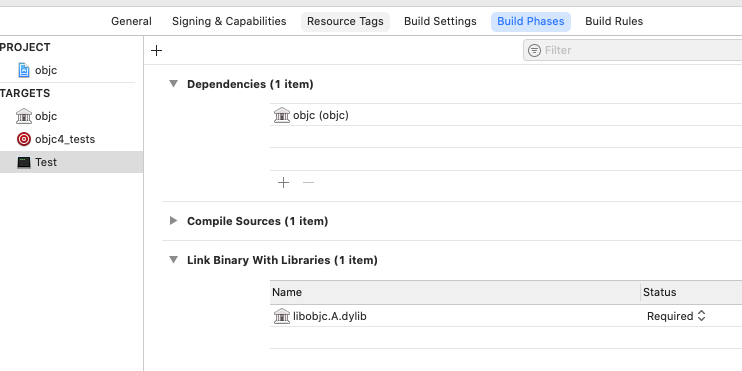 General Signing & Capabilities Resource Tags Build Settings Build Phases Build Rules
PROJECT
objc
TARGETS
objc
objc4_tests
Test
Filter
Dependencies (1 item)
objc (objc)
Compile Sources (1 item)
Link Binary With Libraries (1 item)
Name Status
libobjc.A.dylib Required